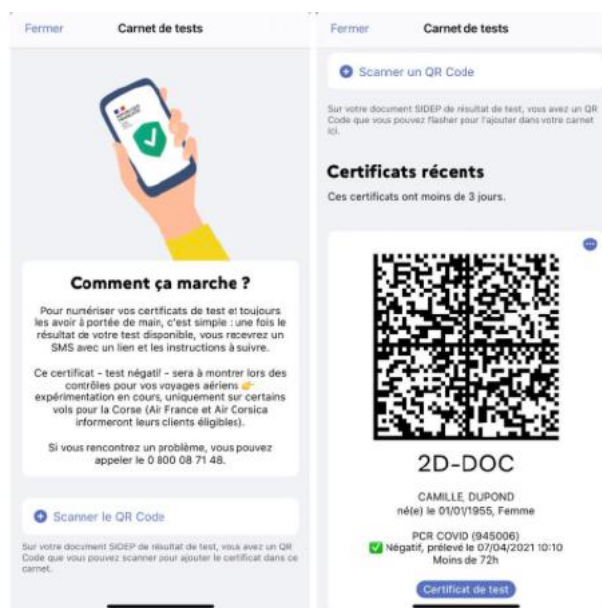 Fermer Carnet de tests
RÉPUBLIQUE
FRANÇAISE
Comment ça marche ?
Pour numériser vos certificats de test et toujours
les avoir à portée de main, c'est simple : une fois le
résultat de votre test disponible, vous recevrez un
SMS avec un lien et les instructions à suivre.
Ce certificat – test négatif – sera à montrer lors des
contrôles pour vos voyages aériens 👉
expérimentation en cours, uniquement sur certains
vols pour la Corse (Air France et Air Corsica
informeront leurs clients éligibles).
Si vous rencontrez un problème, vous pouvez
appeler le 0 800 08 71 48.
Scanner le QR Code
Sur votre document SIDEP de résultat de test, vous avez un QR
Code que vous pouvez scanner pour ajouter le certificat dans ce
carnet.
Fermer Carnet de tests
Scanner un QR Code
Sur votre document SIDEP de résultat de test, vous avez un QR
Code que vous pouvez flasher pour l'ajouter dans votre carnet
ici.
Certificats récents
Ces certificats ont moins de 3 jours.
2D-DOC
CAMILLE, DUPOND
né(e) le 01/01/1955, Femme
PCR COVID (945006)
✅ Négatif, prélevé le 07/04/2021 10:10
Moins de 72h
Certificat de test